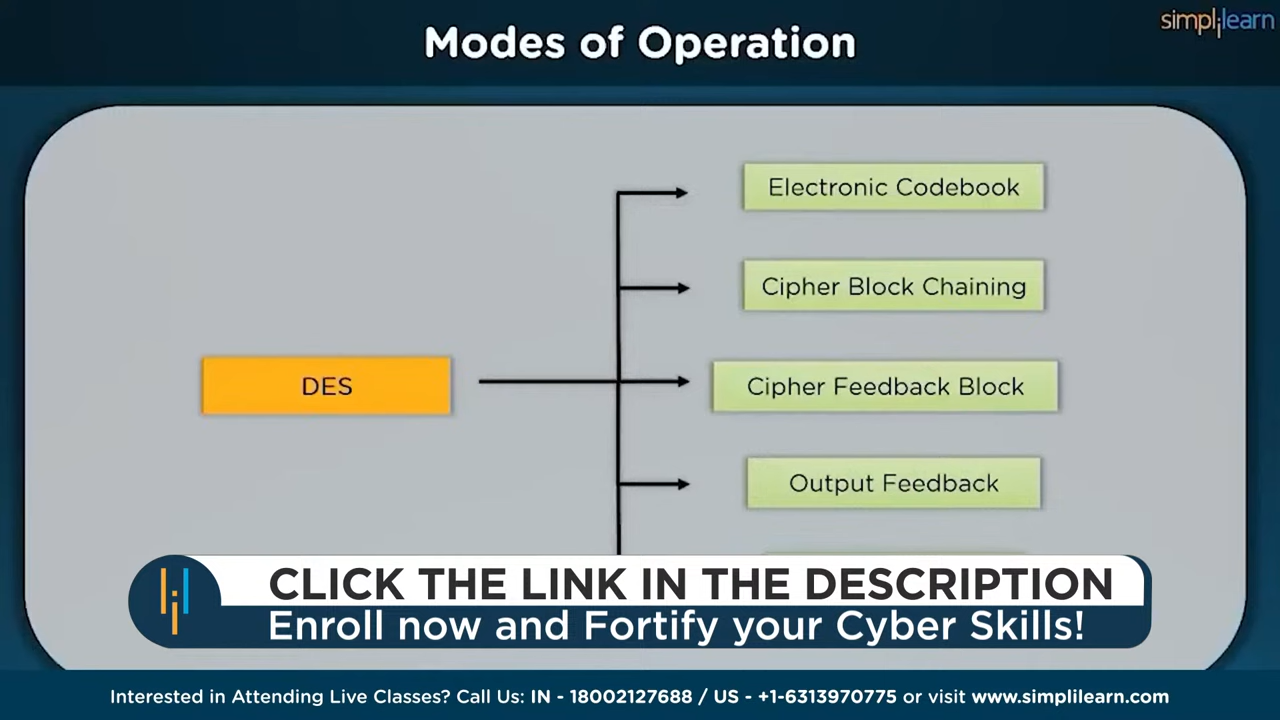 Modes of Operation
simplilearn
Electronic Codebook
Cipher Block Chaining
DES
Cipher Feedback Block
Output Feedback
CLICK THE LINK IN THE DESCRIPTION
Enroll now and Fortify your Cyber Skills!
Interested in Attending Live Classes? Call Us: IN - 18002127688 / US - +1-6313970775 or visit www.simplilearn.com